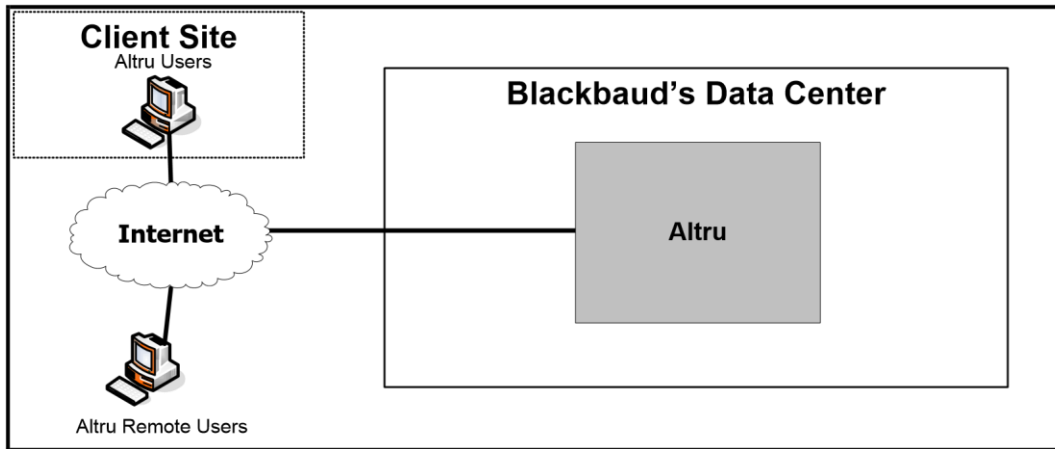 Client Site
Altru Users
Blackbaud's Data Center
Internet
Altru
Altru Remote Users